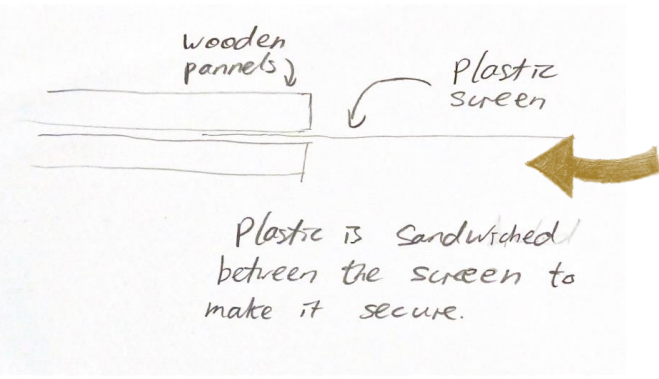 wooden
pannels
Plastic
screen
Plastic is Sandwiched
between the screen to
make it secure.